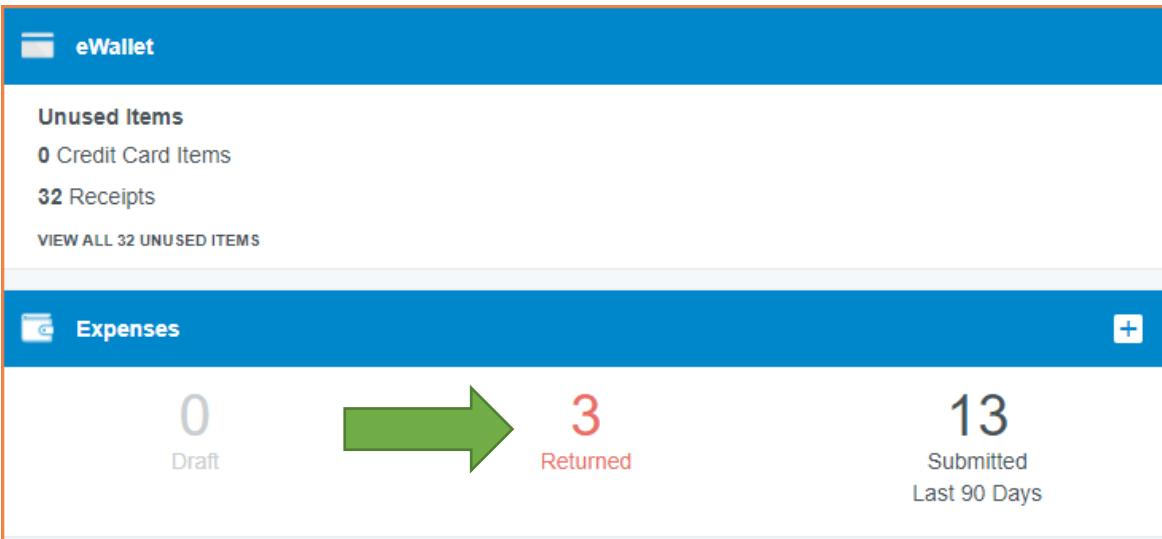 eWallet
Unused Items
0 Credit Card Items
32 Receipts
VIEW ALL 32 UNUSED ITEMS
Expenses
0
Draft
3
Returned
13
Submitted
Last 90 Days